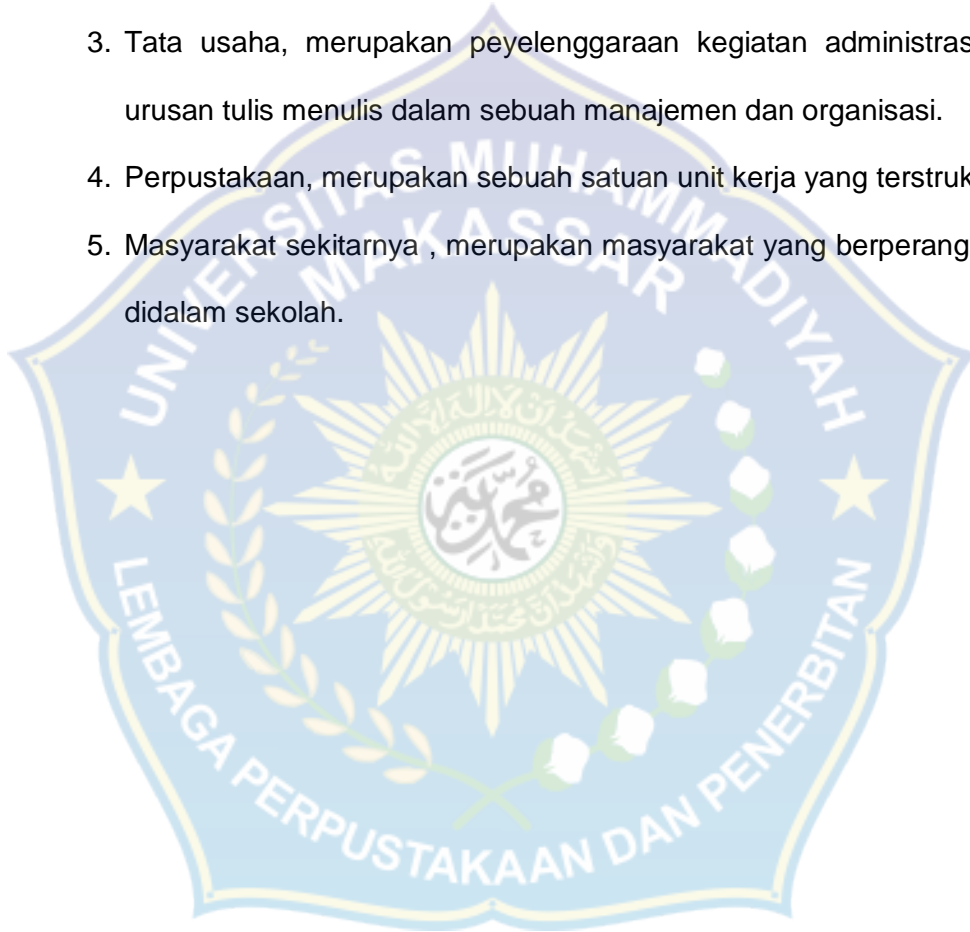 3. Tata usaha, merupakan peyelenggaraan kegiatan administras
urusan tulis menulis dalam sebuah manajemen dan organisasi.
4. Perpustakaan, merupakan sebuah satuan unit kerja yang terstruk
5. Masyarakat sekitarnya , merupakan masyarakat yang berperang
didalam sekolah.
UNIVERSITAS MUHAMMADIYAH
MAKASSAR
LEMBAGA PERPUSTAKAAN DAN PENERBITAN